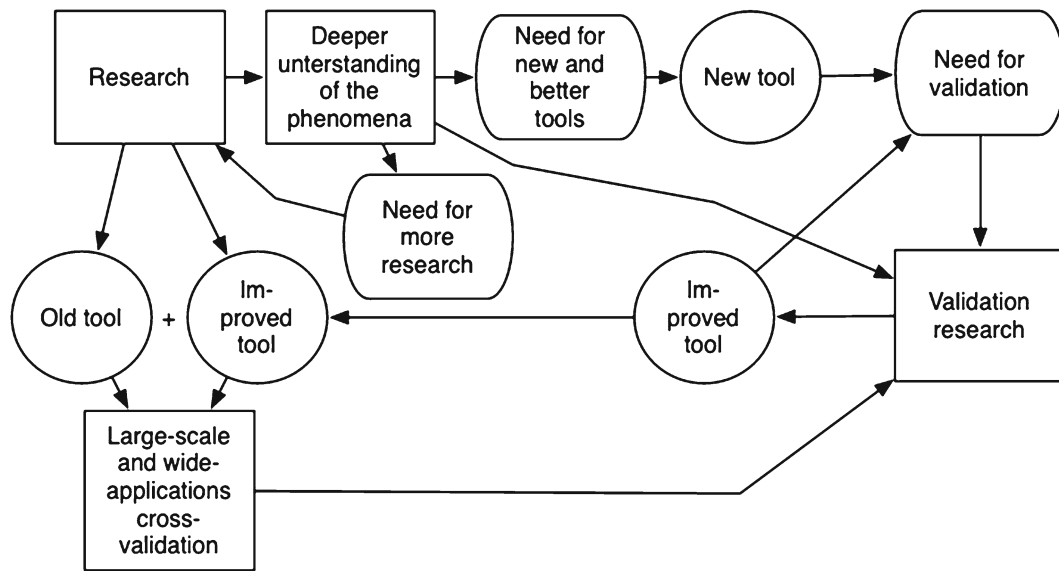 Research
Deeper
unterstanding
of the
phenomena
Need for
new and
better
tools
New tool
Need for
validation
Need for
more
research
Old tool
+
Im-
proved
tool
Im-
proved
tool
Validation
research
Large-scale
and wide-
applications
cross-
validation